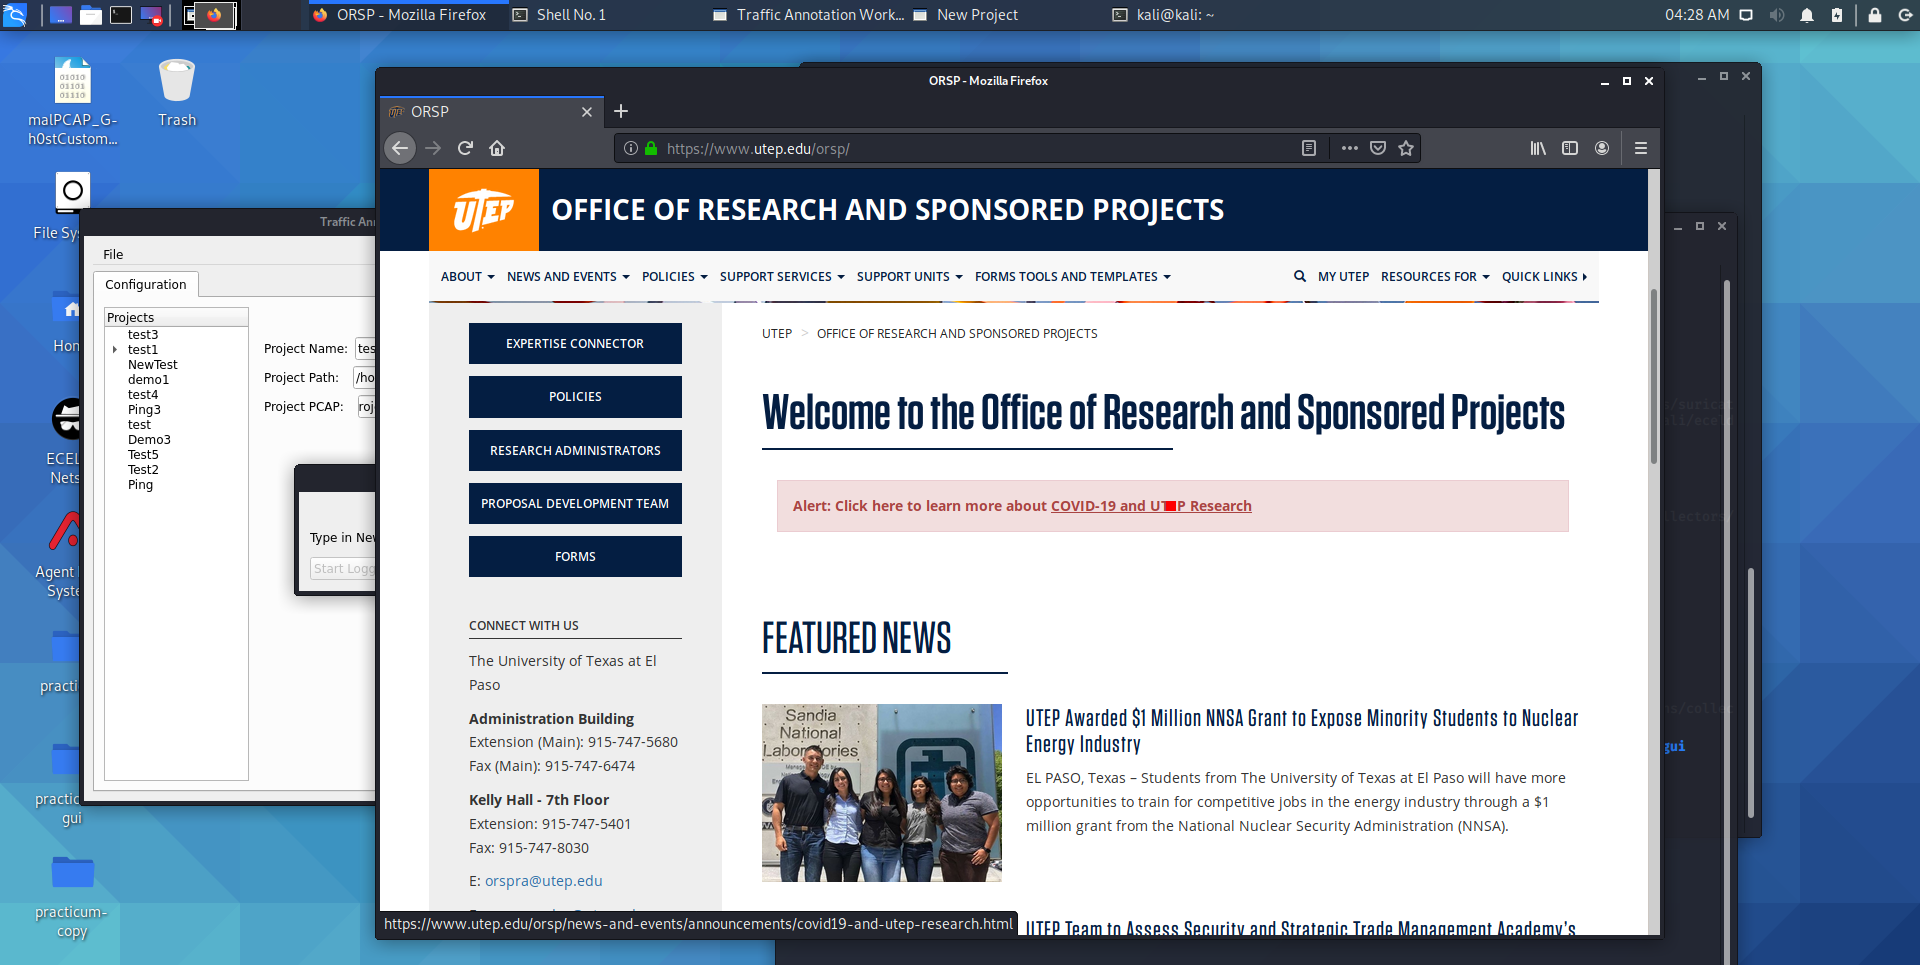 ORSP - Mozilla Firefox
Shell No. 1
Traffic Annotation Work...
New Project
kali@kali: ~
04:28 AM
malPCAP_G-
h0stCustom...
Trash
File Sy
Hon
ECEL
Nets
Agent
Syste
practi
practic
gui
practicum-
copy
Traffic An
File
Configuration
Projects
test3
test1
NewTest
demo1
test4
Ping3
test
Demo3
Test5
Test2
Ping
Project Name: tes
Project Path: /ho
Project PCAP: roj
Type in Nev
Start Logg
ORSP - Mozilla Firefox
ORSP
https://www.utep.edu/orsp/
UTEP
OFFICE OF RESEARCH AND SPONSORED PROJECTS
ABOUT
NEWS AND EVENTS
POLICIES
SUPPORT SERVICES
SUPPORT UNITS
FORMS TOOLS AND TEMPLATES
MY UTEP
RESOURCES FOR
QUICK LINKS
EXPERTISE CONNECTOR
POLICIES
RESEARCH ADMINISTRATORS
PROPOSAL DEVELOPMENT TEAM
FORMS
CONNECT WITH US
The University of Texas at El
Paso
Administration Building
Extension (Main): 915-747-5680
Fax (Main): 915-747-6474
Kelly Hall - 7th Floor
Extension: 915-747-5401
Fax: 915-747-8030
E: orspra@utep.edu
UTEP > OFFICE OF RESEARCH AND SPONSORED PROJECTS
Welcome to the Office of Research and Sponsored Projects
Alert: Click here to learn more about COVID-19 and UTEP Research
FEATURED NEWS
Sandia
National
Laboratories
UTEP Awarded $1 Million NNSA Grant to Expose Minority Students to Nuclear
Energy Industry
EL PASO, Texas – Students from The University of Texas at El Paso will have more
opportunities to train for competitive jobs in the energy industry through a $1
million grant from the National Nuclear Security Administration (NNSA).
UTEP Team to Assess Security and Strategic Trade Management Academy's
https://www.utep.edu/orsp/news-and-events/announcements/covid19-and-utep-research.html
s/surica
li/ecel
llectors/
s/collec
gui